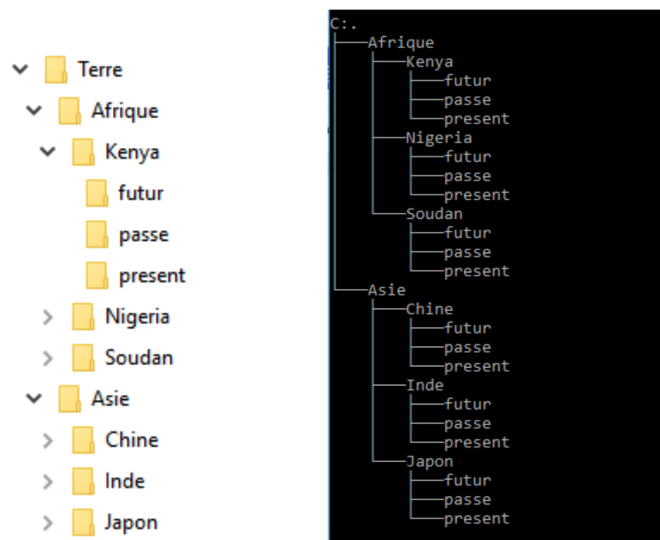 Terre
Afrique
Kenya
futur
passe
present
Nigeria
Soudan
Asie
Chine
Inde
Japon
C:.
Afrique
Kenya
futur
passe
present
Nigeria
futur
passe
present
Soudan
futur
passe
present
Asie
Chine
futur
passe
present
Inde
futur
passe
present
Japon
futur
passe
present